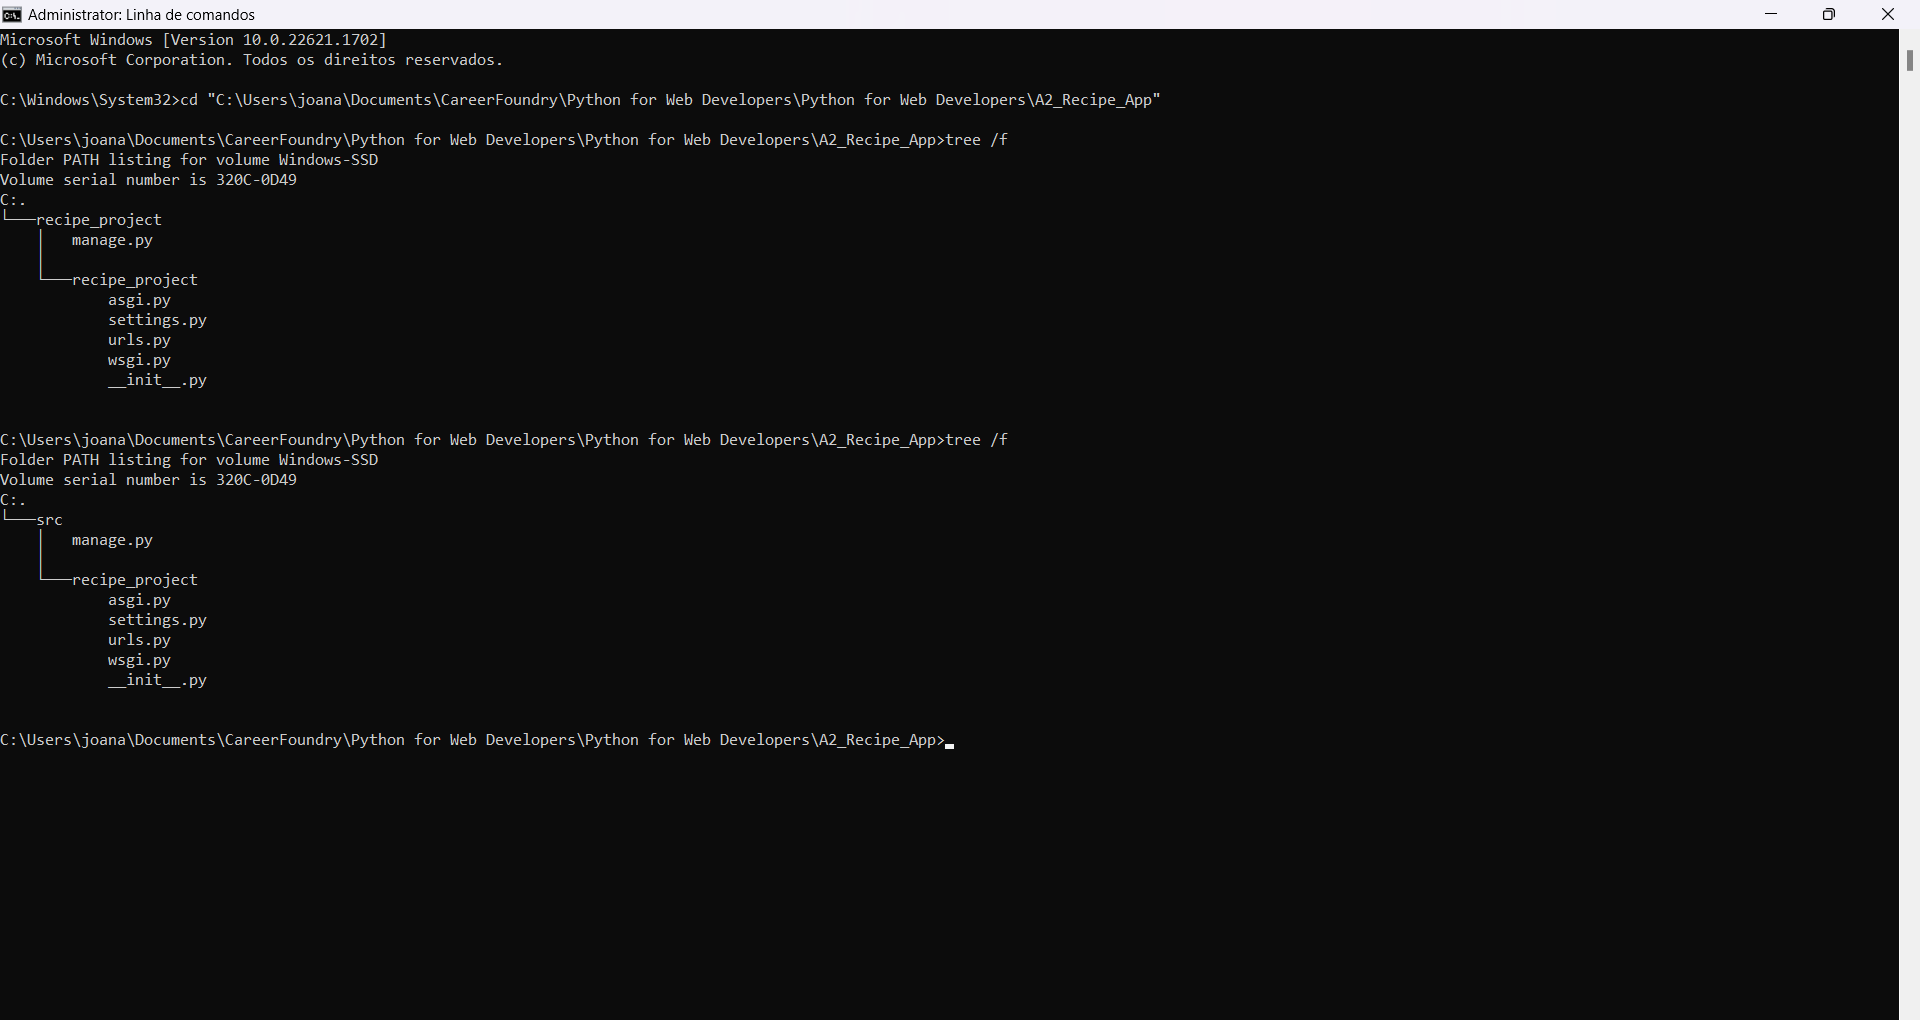 Administrator: Linha de comandos
Microsoft Windows [Version 10.0.22621.1702]
(c) Microsoft Corporation. Todos os direitos reservados.
C:\Windows\System32>cd "C:\Users\joana\Documents\CareerFoundry\Python for Web Developers\Python for Web Developers\A2_Recipe_App"
C:\Users\joana\Documents\CareerFoundry\Python for Web Developers\Python for Web Developers\A2_Recipe_App>tree /f
Folder PATH listing for volume Windows-SSD
Volume serial number is 320C-0D49
C:.
└───recipe_project
    │   manage.py
    │
    └───recipe_project
            asgi.py
            settings.py
            urls.py
            wsgi.py
            __init__.py
C:\Users\joana\Documents\CareerFoundry\Python for Web Developers\Python for Web Developers\A2_Recipe_App>tree /f
Folder PATH listing for volume Windows-SSD
Volume serial number is 320C-0D49
C:.
└───src
    │   manage.py
    │
    └───recipe_project
            asgi.py
            settings.py
            urls.py
            wsgi.py
            __init__.py
C:\Users\joana\Documents\CareerFoundry\Python for Web Developers\Python for Web Developers\A2_Recipe_App>